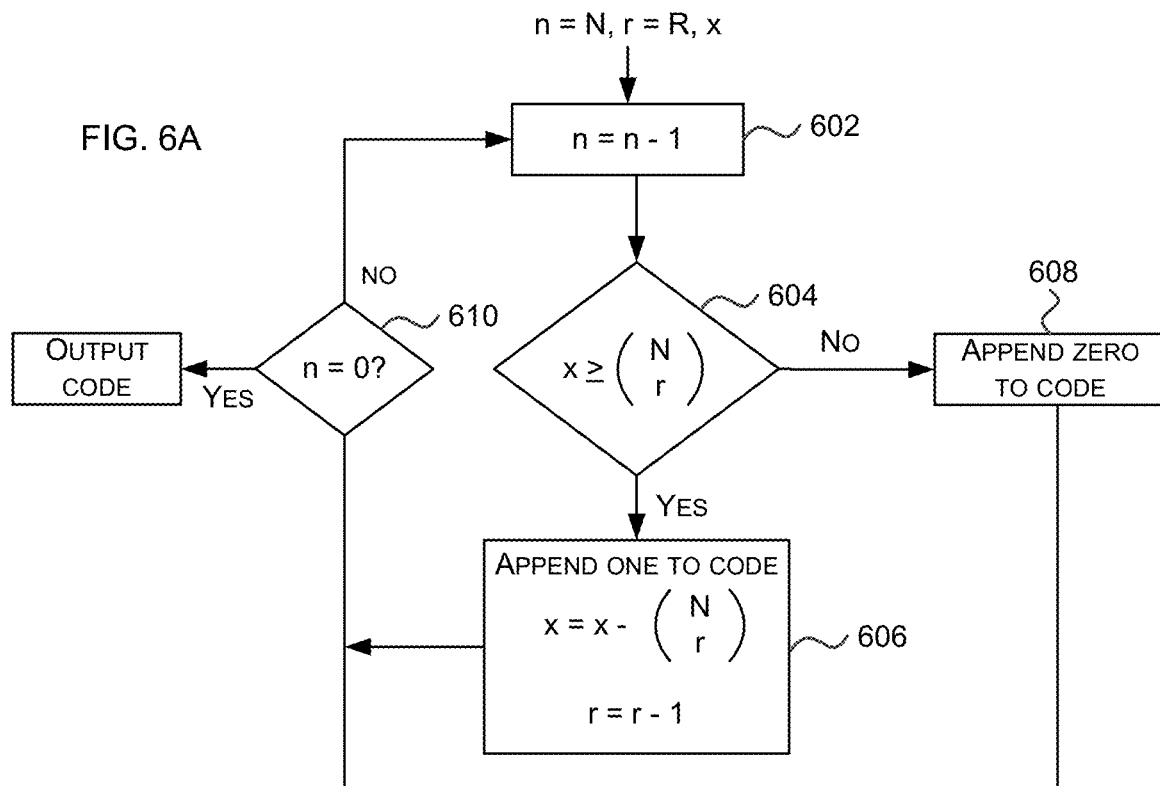 n = N, r = R, x
FIG. 6A
n = n - 1
602
NO
604
608
610
OUTPUT
CODE
YES
n = 0?
x ≥ ( N
r )
NO
APPEND ZERO
TO CODE
YES
APPEND ONE TO CODE
x = x - ( N
r )
606
r = r - 1